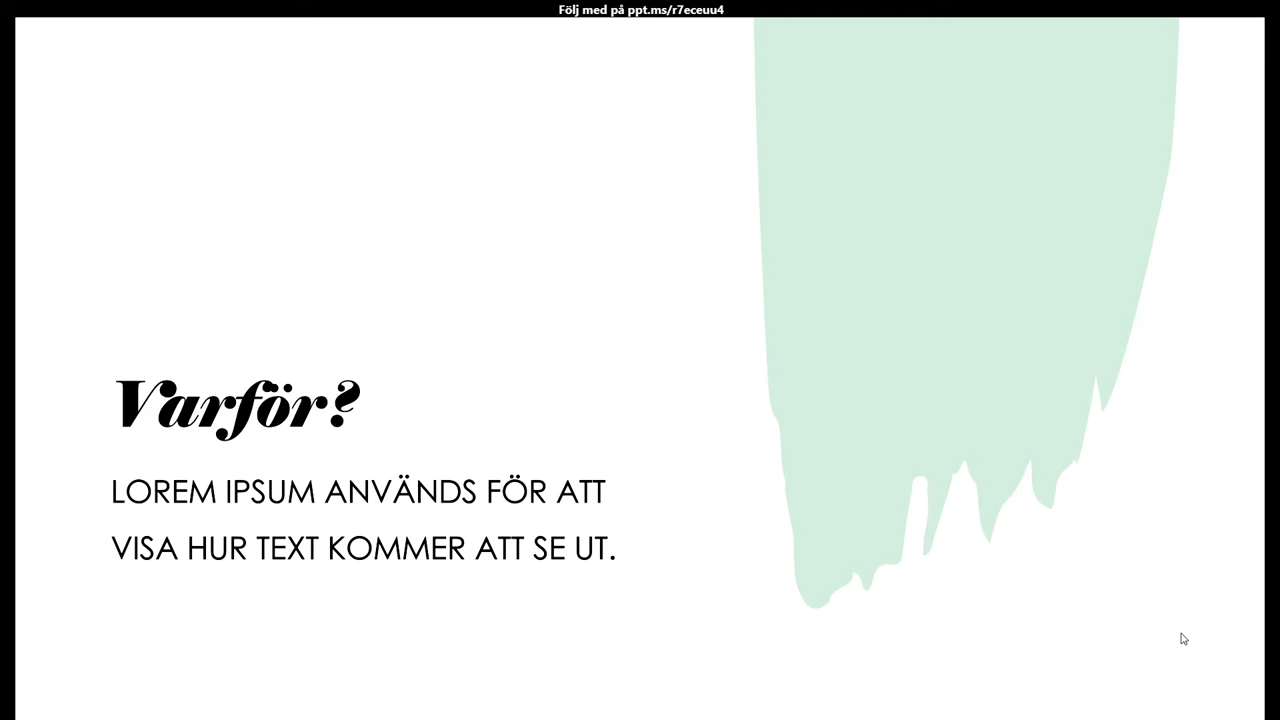 Följ med på ppt.ms/r7eceuu4
Varför?
LOREM IPSUM ANVÄNDS FÖR ATT
VISA HUR TEXT KOMMER ATT SE UT.